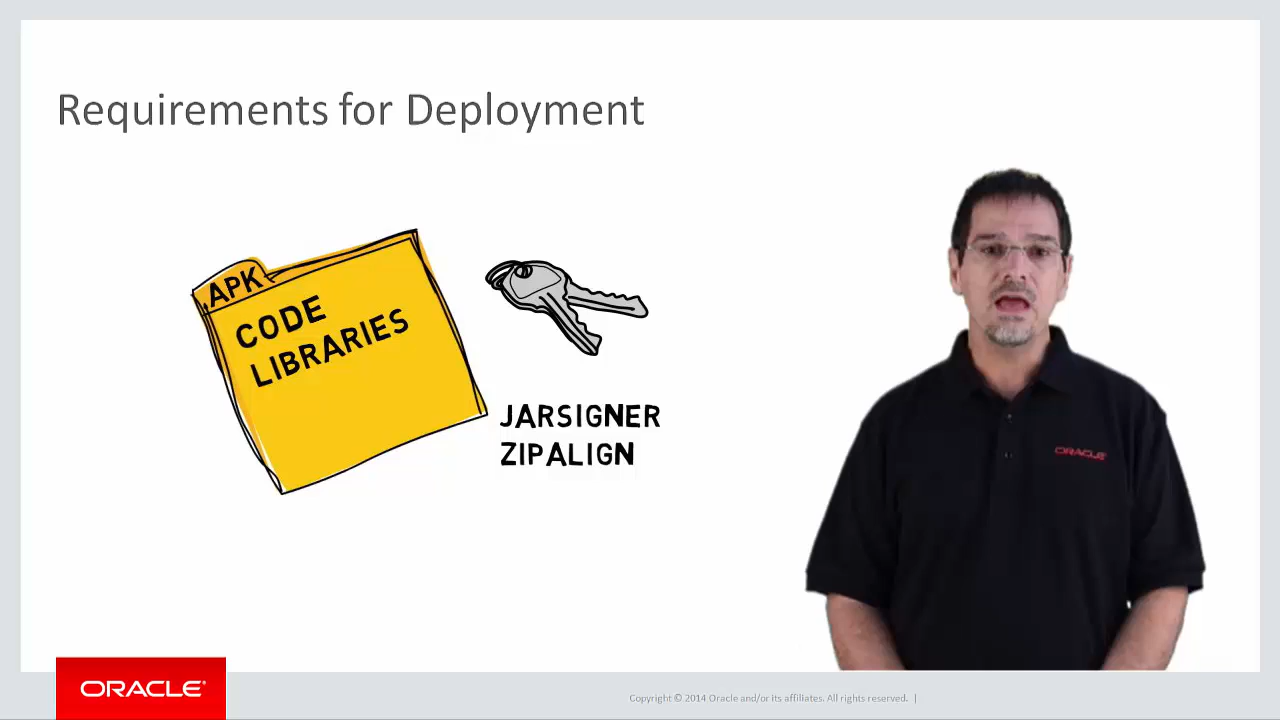 Requirements for Deployment
.APK
CODE
LIBRARIES
JARSIGNER
ZIPALIGN
ORACLE
ORACLE®
Copyright © 2014 Oracle and/or its affiliates. All rights reserved. |